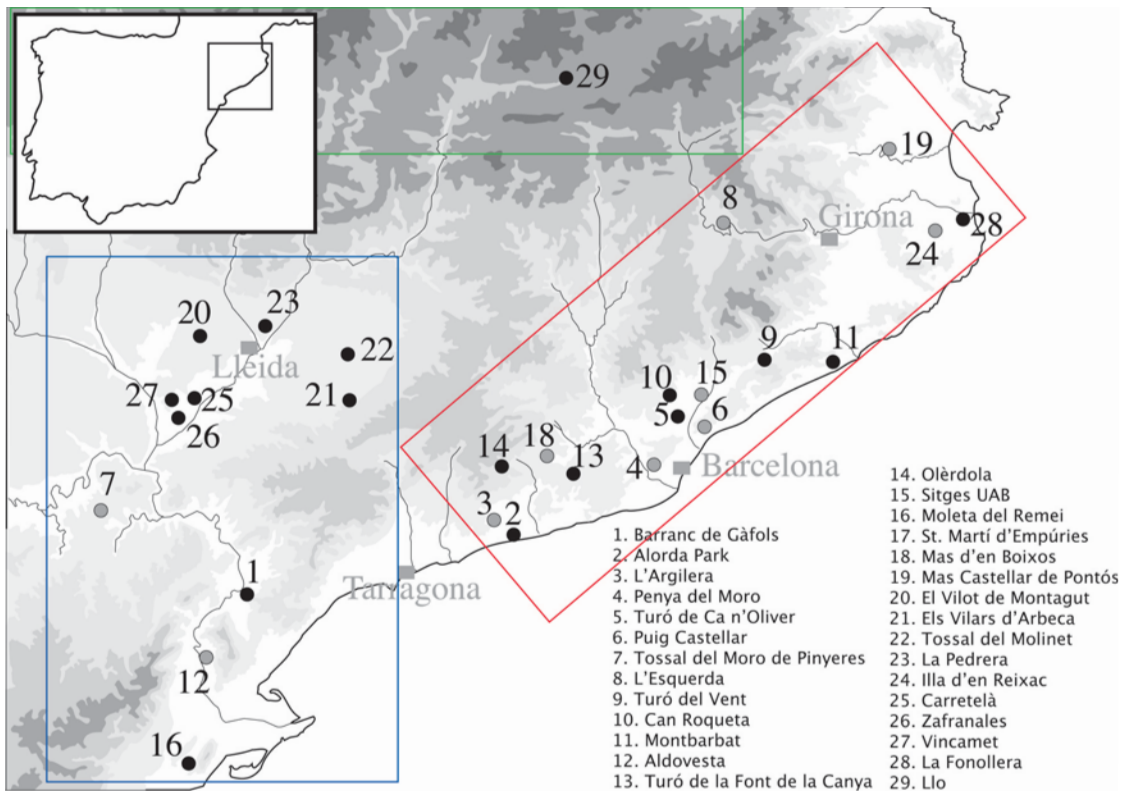 29
19
8
Girona
28
24
23
20
Lleida
22
9
11
27
25
21
10
15
26
5
6
14
18
13
4
Barcelona
7
3
2
1
Tarragona
12
16
1. Barranc de Gàfols
2. Alorda Park
3. L'Argilera
4. Penya del Moro
5. Turó de Ca n'Oliver
6. Puig Castellar
7. Tossal del Moro de Pinyeres
8. L'Esquerda
9. Turó del Vent
10. Can Roqueta
11. Montbarbat
12. Aldovesta
13. Turó de la Font de la Canya
14. Olèrdola
15. Sitges UAB
16. Moleta del Remei
17. St. Martí d'Empúries
18. Mas d'en Boixos
19. Mas Castellar de Pontós
20. El Vilot de Montagut
21. Els Vilars d'Arbeca
22. Tossal del Molinet
23. La Pedrera
24. Illa d'en Reixac
25. Carretelà
26. Zafranales
27. Vincamet
28. La Fonollera
29. Llo